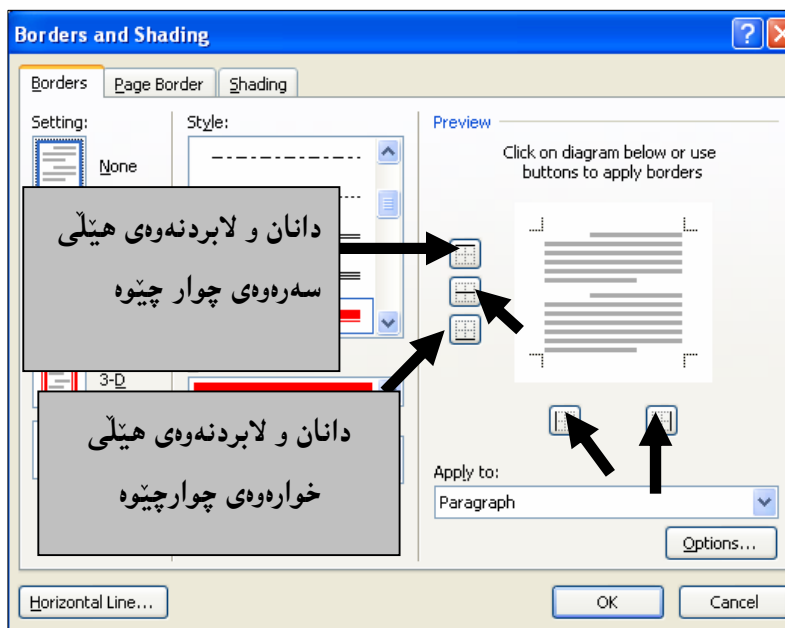 Borders and Shading
Borders
Page Border
Shading
Setting:
None
3-D
Style:
دانان و لابردنەوەی هێڵی
سەرەوەی چوار چێوە
دانان و لابردنەوەی هێڵی
خوارەوەی چوارچێوە
Preview
Click on diagram below or use
buttons to apply borders
Apply to:
Paragraph
Options...
Horizontal Line...
OK
Cancel